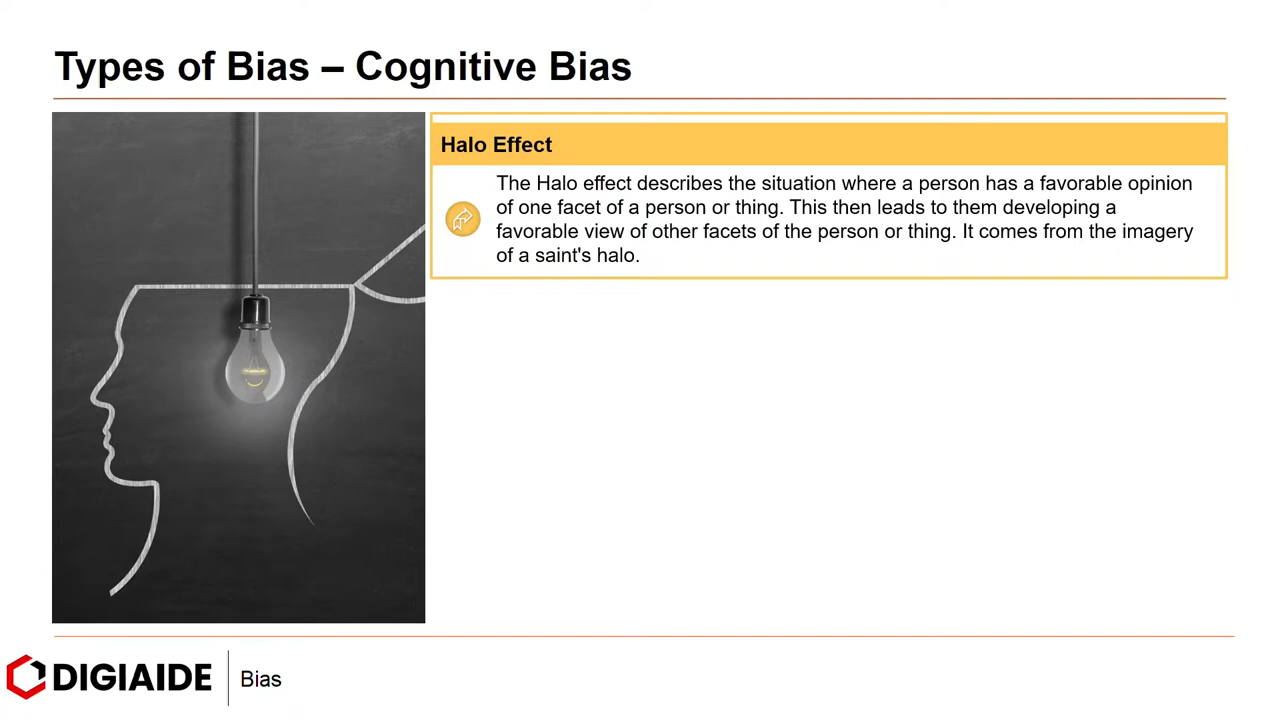 Types of Bias – Cognitive Bias
Halo Effect
The Halo effect describes the situation where a person has a favorable opinion
of one facet of a person or thing. This then leads to them developing a
favorable view of other facets of the person or thing. It comes from the imagery
of a saint's halo.
DIGIAIDE
Bias